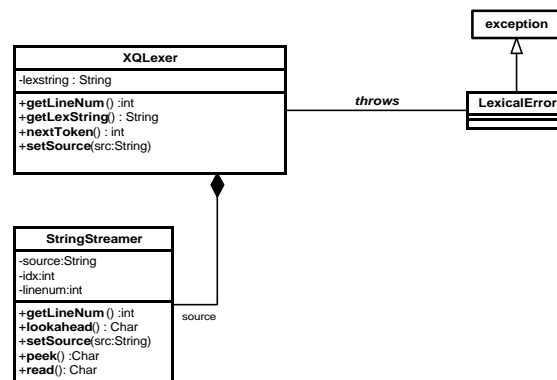 exception
XQLexer
-lexstring : String
+getLineNum() :int
+getLexString() : String
+nextToken() : int
+setSource(src:String)
throws
LexicalError
StringStreamer
-source:String
-idx:int
-linenum:int
+getLineNum() :int
+lookahead() : Char
+setSource(src:String)
+peek() :Char
+read(): Char
source